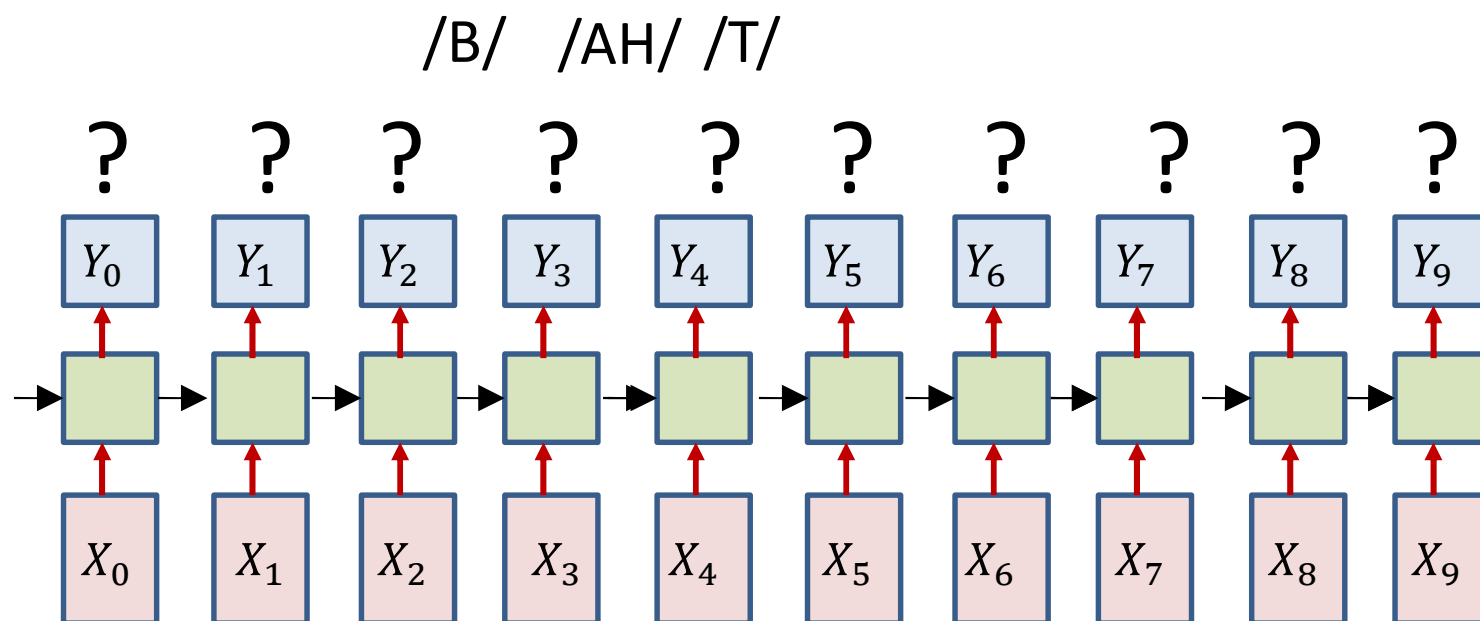 /B/ /AH/ /T/
? ? ? ? ? ? ? ? ? ?
Y₀ Y₁ Y₂ Y₃ Y₄ Y₅ Y₆ Y₇ Y₈ Y₉
X₀ X₁ X₂ X₃ X₄ X₅ X₆ X₇ X₈ X₉